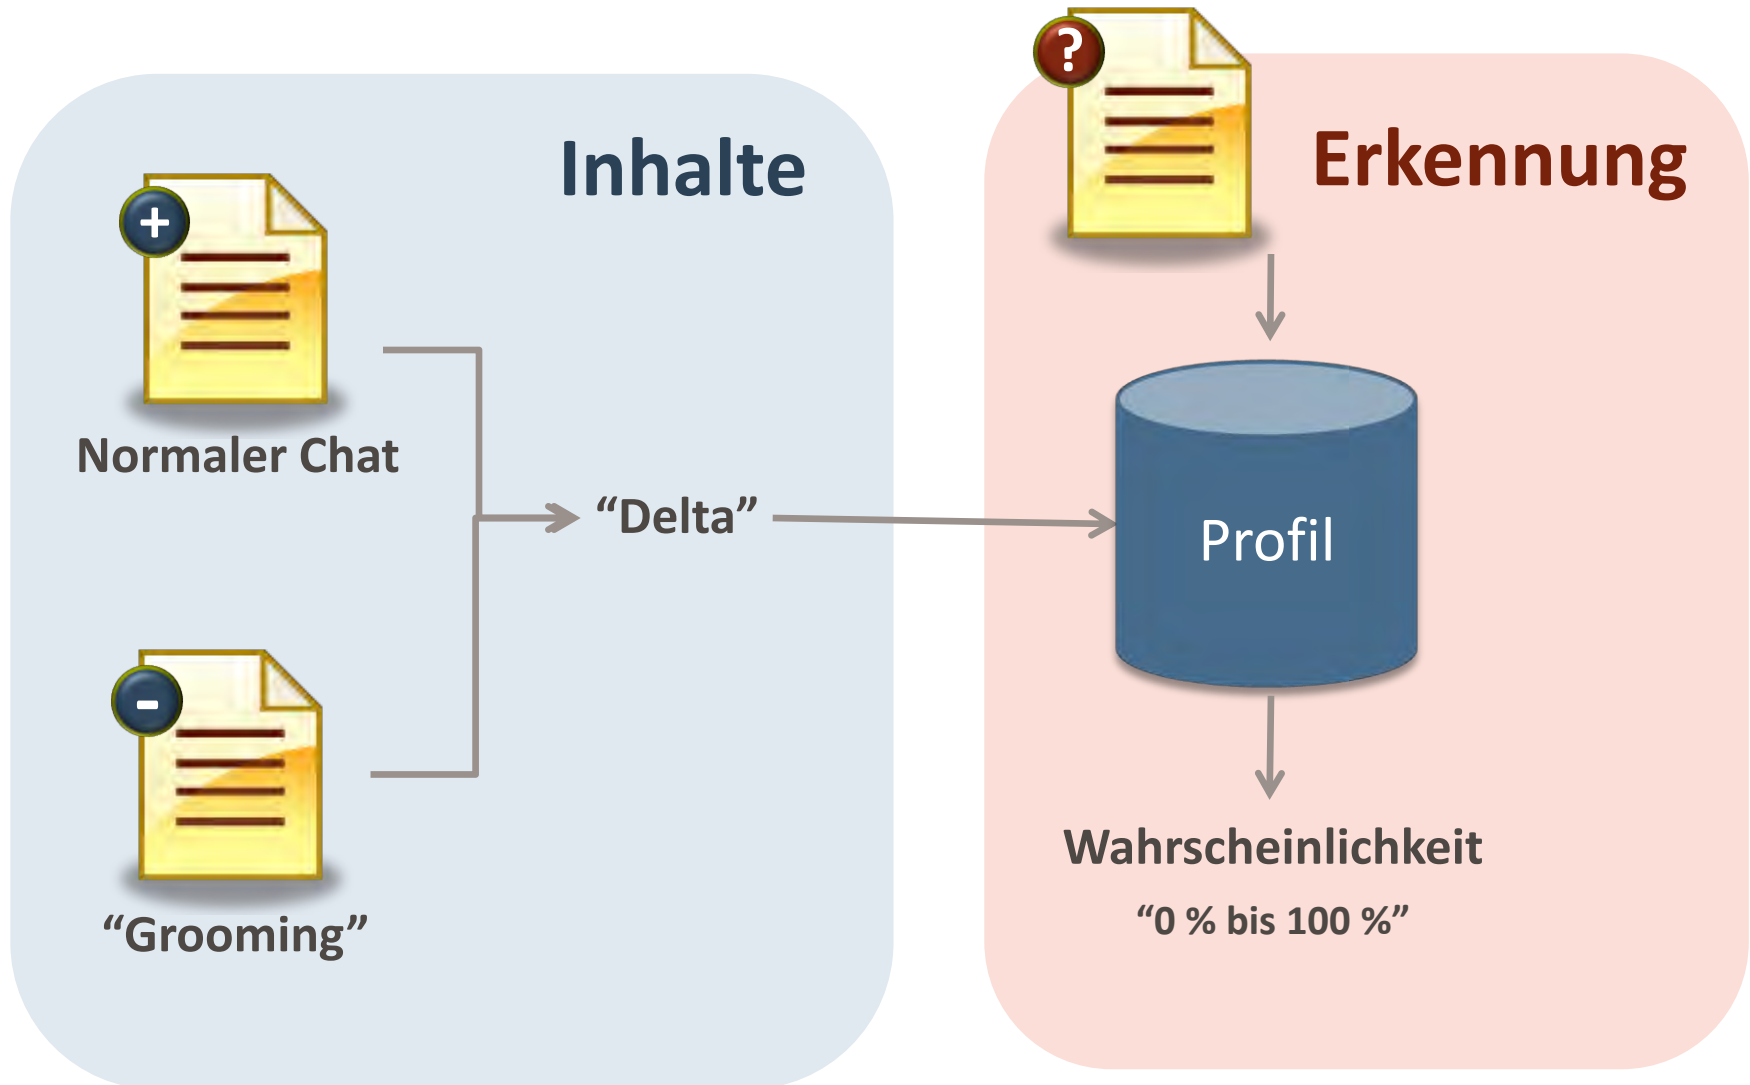 Inhalte
+
Normaler Chat
-
“Grooming”
“Delta”
?
Erkennung
Profil
Wahrscheinlichkeit
“0 % bis 100 %”